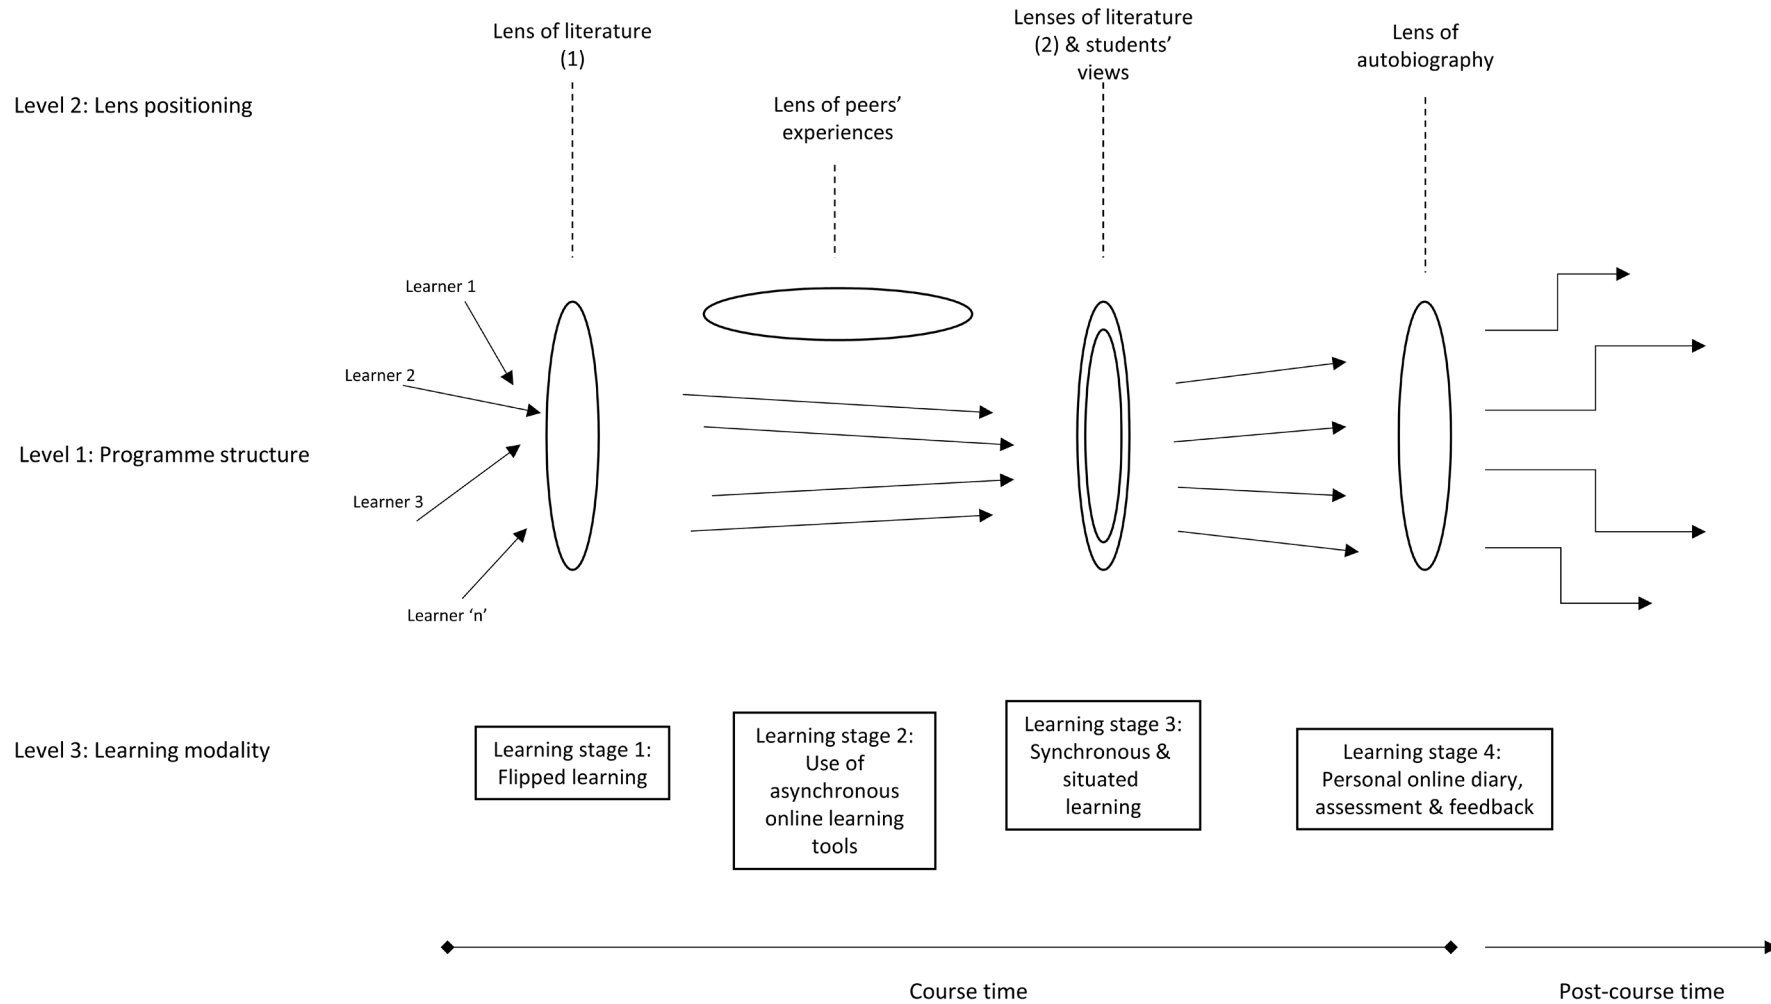 Lens of literature
(1)
Lenses of literature
(2) & students’
views
Lens of
autobiography
Level 2: Lens positioning
Lens of peers’
experiences
Learner 1
Learner 2
Level 1: Programme structure
Learner 3
Learner ‘n’
Level 3: Learning modality
Learning stage 1:
Flipped learning
Learning stage 2:
Use of
asynchronous
online learning
tools
Learning stage 3:
Synchronous &
situated
learning
Learning stage 4:
Personal online diary,
assessment & feedback
Course time
Post-course time